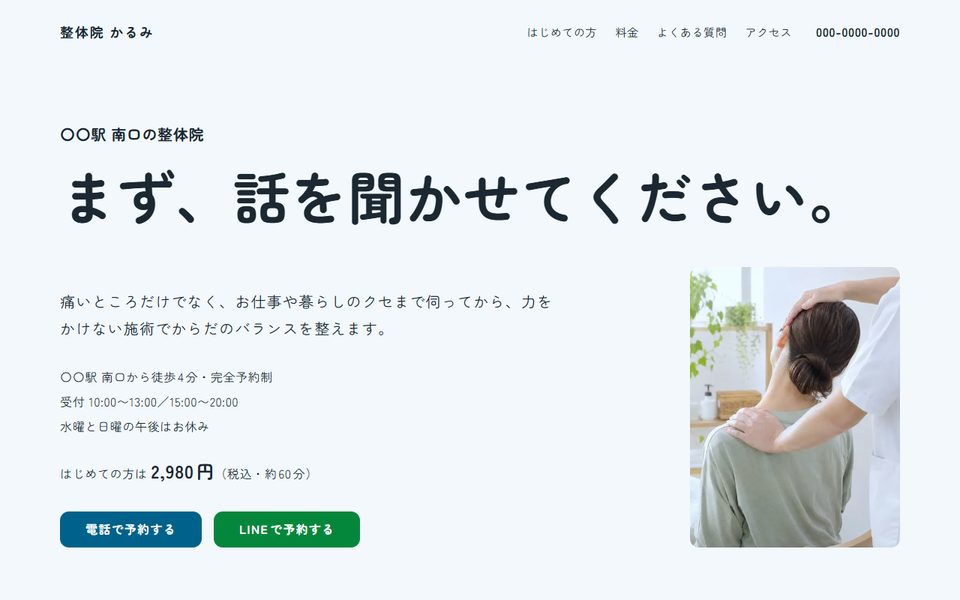 整体院 かるみ
はじめての方 料金 よくある質問 アクセス 000-0000-0000
〇〇駅 南口の整体院
まず、話を聞かせてください。
痛いところだけでなく、お仕事や暮らしのクセまで伺ってから、力を
かけない施術でからだのバランスを整えます。
〇〇駅 南口から徒歩4分・完全予約制
受付 10:00〜13:00／15:00〜20:00
水曜と日曜の午後はお休み
はじめての方は 2,980円（税込・約60分）
電話で予約する LINEで予約する